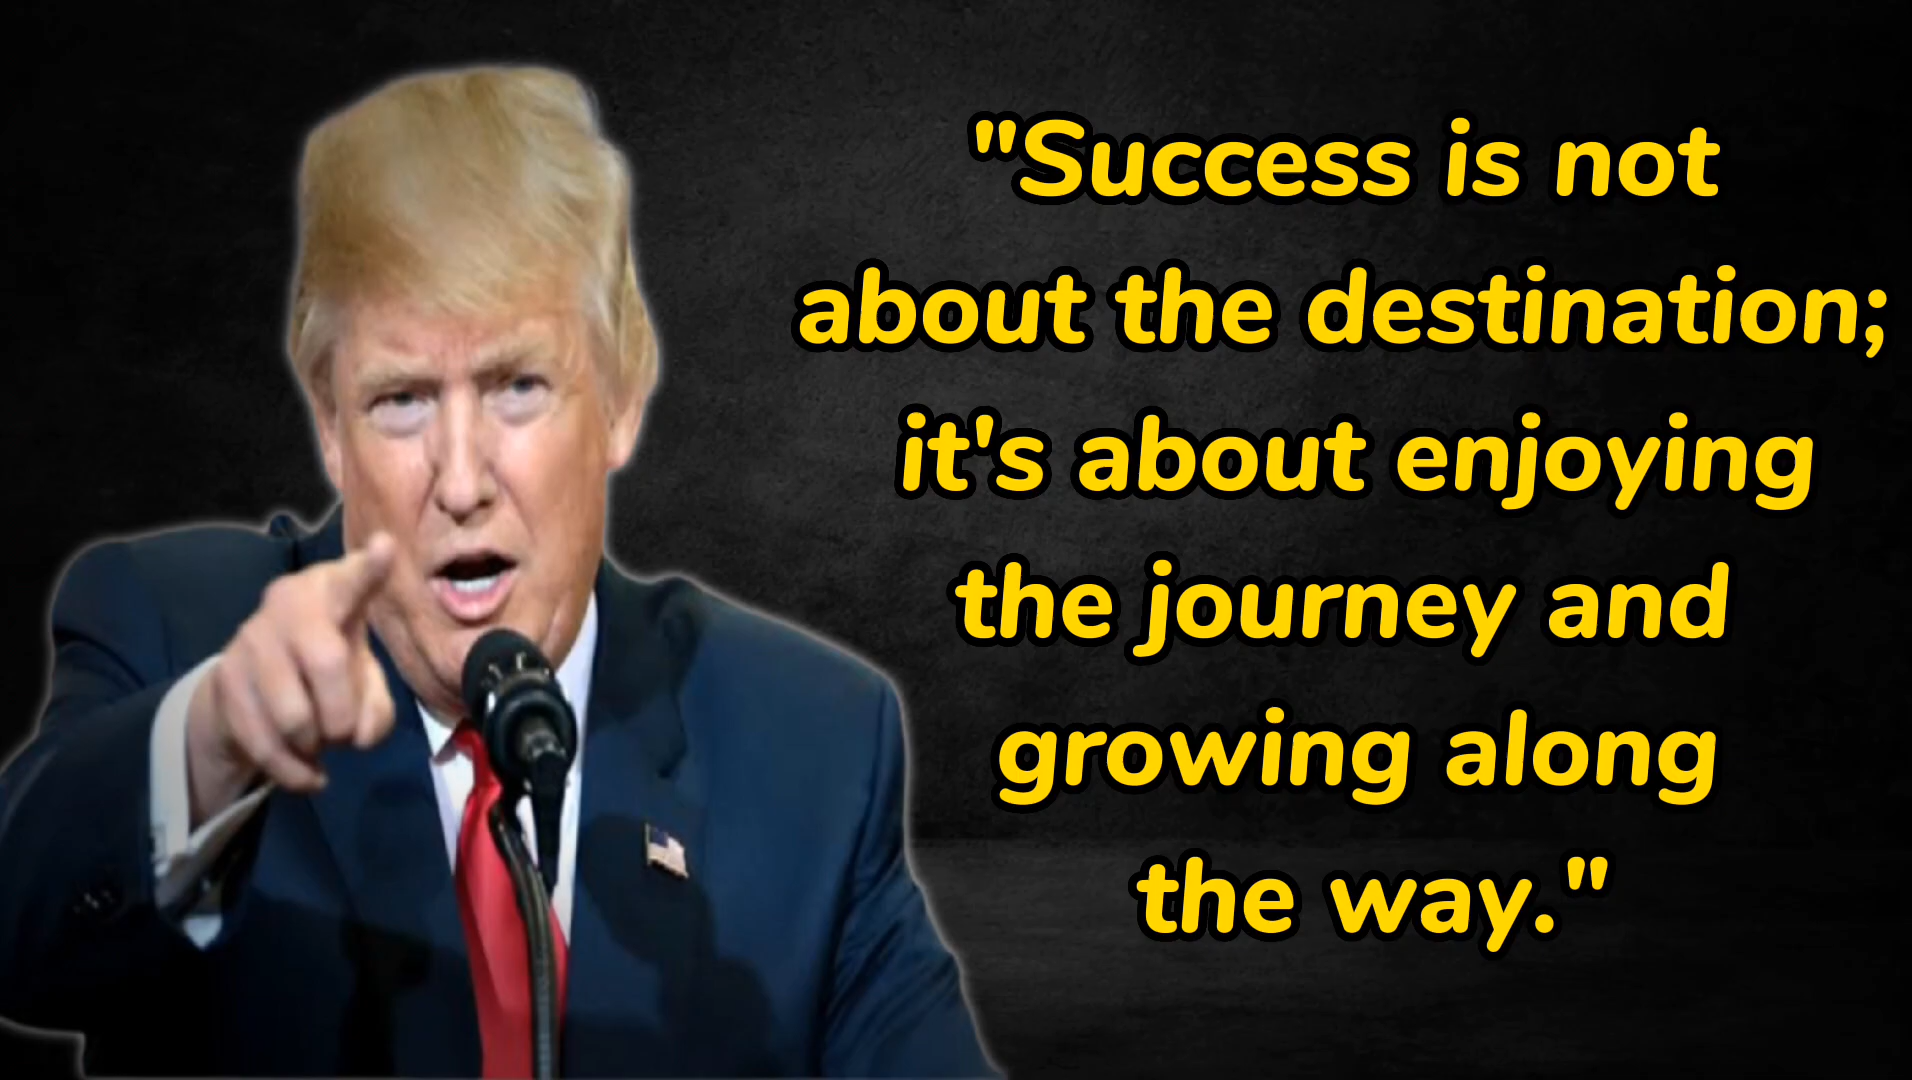 "Success is not
about the destination;
it's about enjoying
the journey and
growing along
the way."